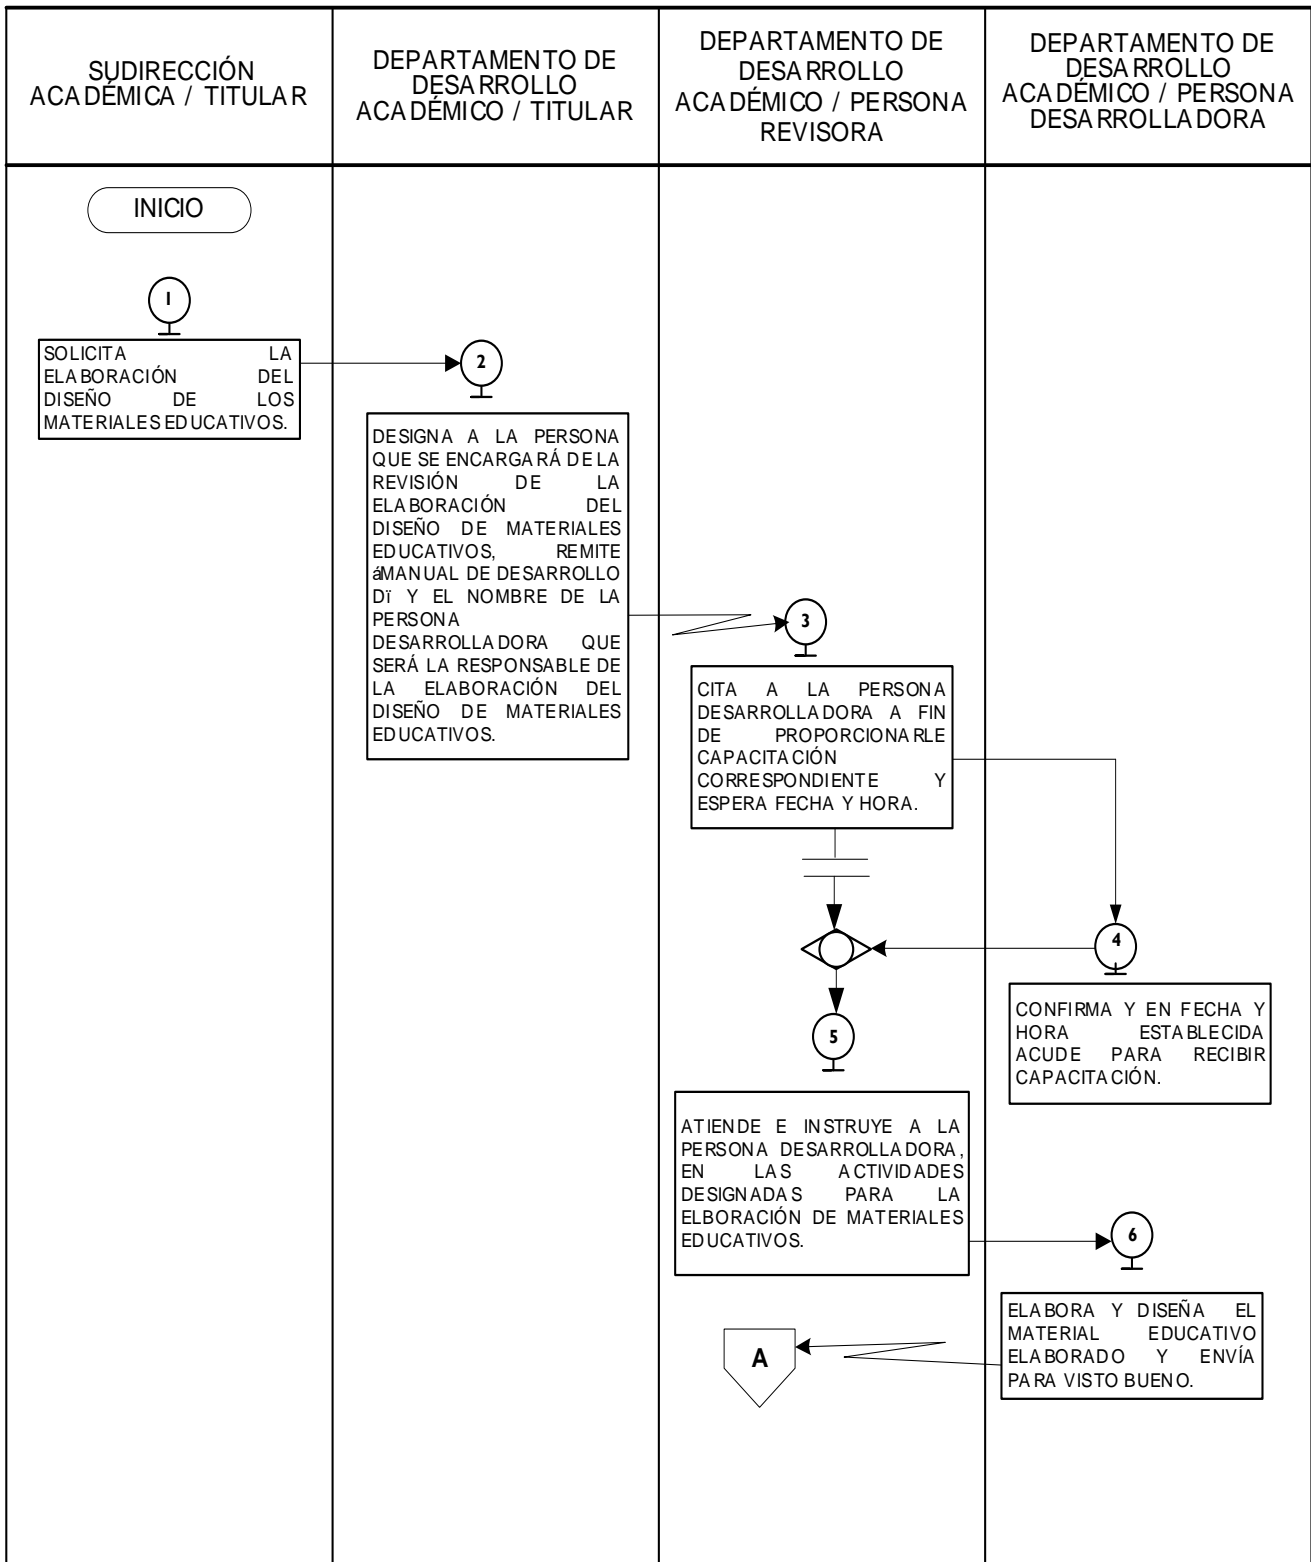 SUDIRECCIÓN
ACADÉMICA / TITULAR
DEPARTAMENTO DE
DESARROLLO
ACADÉMICO / TITULAR
DEPARTAMENTO DE
DESARROLLO
ACADÉMICO / PERSONA
REVISORA
DEPARTAMENTO DE
DESARROLLO
ACADÉMICO / PERSONA
DESARROLLADORA
INICIO
1
SOLICITA LA
ELABORACIÓN DEL
DISEÑO DE LOS
MATERIALES EDUCATIVOS.
2
DESIGNA A LA PERSONA
QUE SE ENCARGARÁ DE LA
REVISIÓN DE LA
ELABORACIÓN DEL
DISEÑO DE MATERIALES
EDUCATIVOS, REMITE
áMANUAL DE DESARROLLO
Dï Y EL NOMBRE DE LA
PERSONA
DESARROLLADORA QUE
SERÁ LA RESPONSABLE DE
LA ELABORACIÓN DEL
DISEÑO DE MATERIALES
EDUCATIVOS.
3
CITA A LA PERSONA
DESARROLLADORA A FIN
DE PROPORCIONARLE
CAPACITACIÓN
CORRESPONDIENTE Y
ESPERA FECHA Y HORA.
4
CONFIRMA Y EN FECHA Y
HORA ESTABLECIDA
ACUDE PARA RECIBIR
CAPACITACIÓN.
5
ATIENDE E INSTRUYE A LA
PERSONA DESARROLLADORA,
EN LAS ACTIVIDADES
DESIGNADAS PARA LA
ELBORACIÓN DE MATERIALES
EDUCATIVOS.
6
ELABORA Y DISEÑA EL
MATERIAL EDUCATIVO
ELABORADO Y ENVÍA
PARA VISTO BUENO.
A